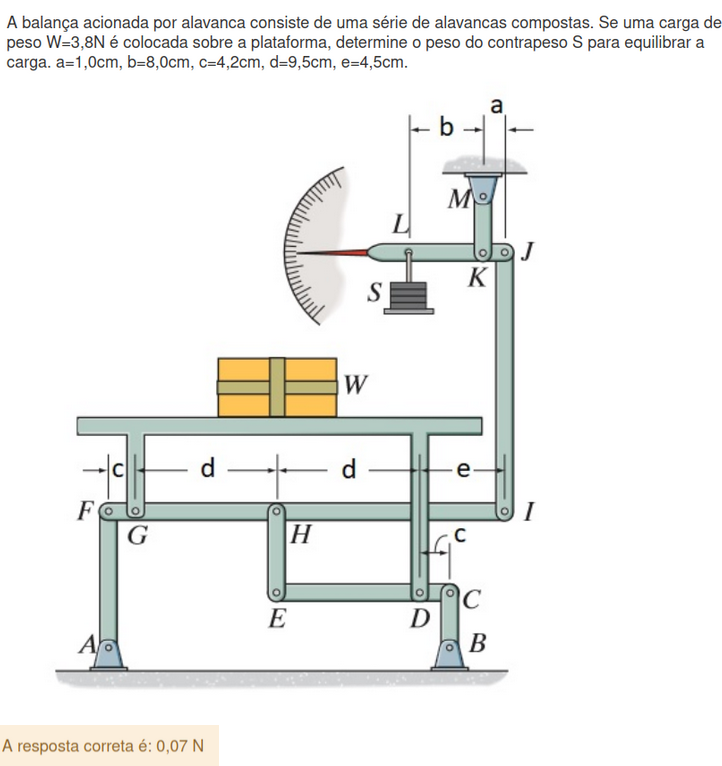 A balança acionada por alavanca consiste de uma série de alavancas compostas. Se uma carga de
peso W=3,8N é colocada sobre a plataforma, determine o peso do contrapeso S para equilibrar a
carga. a=1,0cm, b=8,0cm, c=4,2cm, d=9,5cm, e=4,5cm.
a
b
M
L
J
K
S
W
c d d e
F
I
G
H
c
C
E
D
A
B
A resposta correta é: 0,07 N